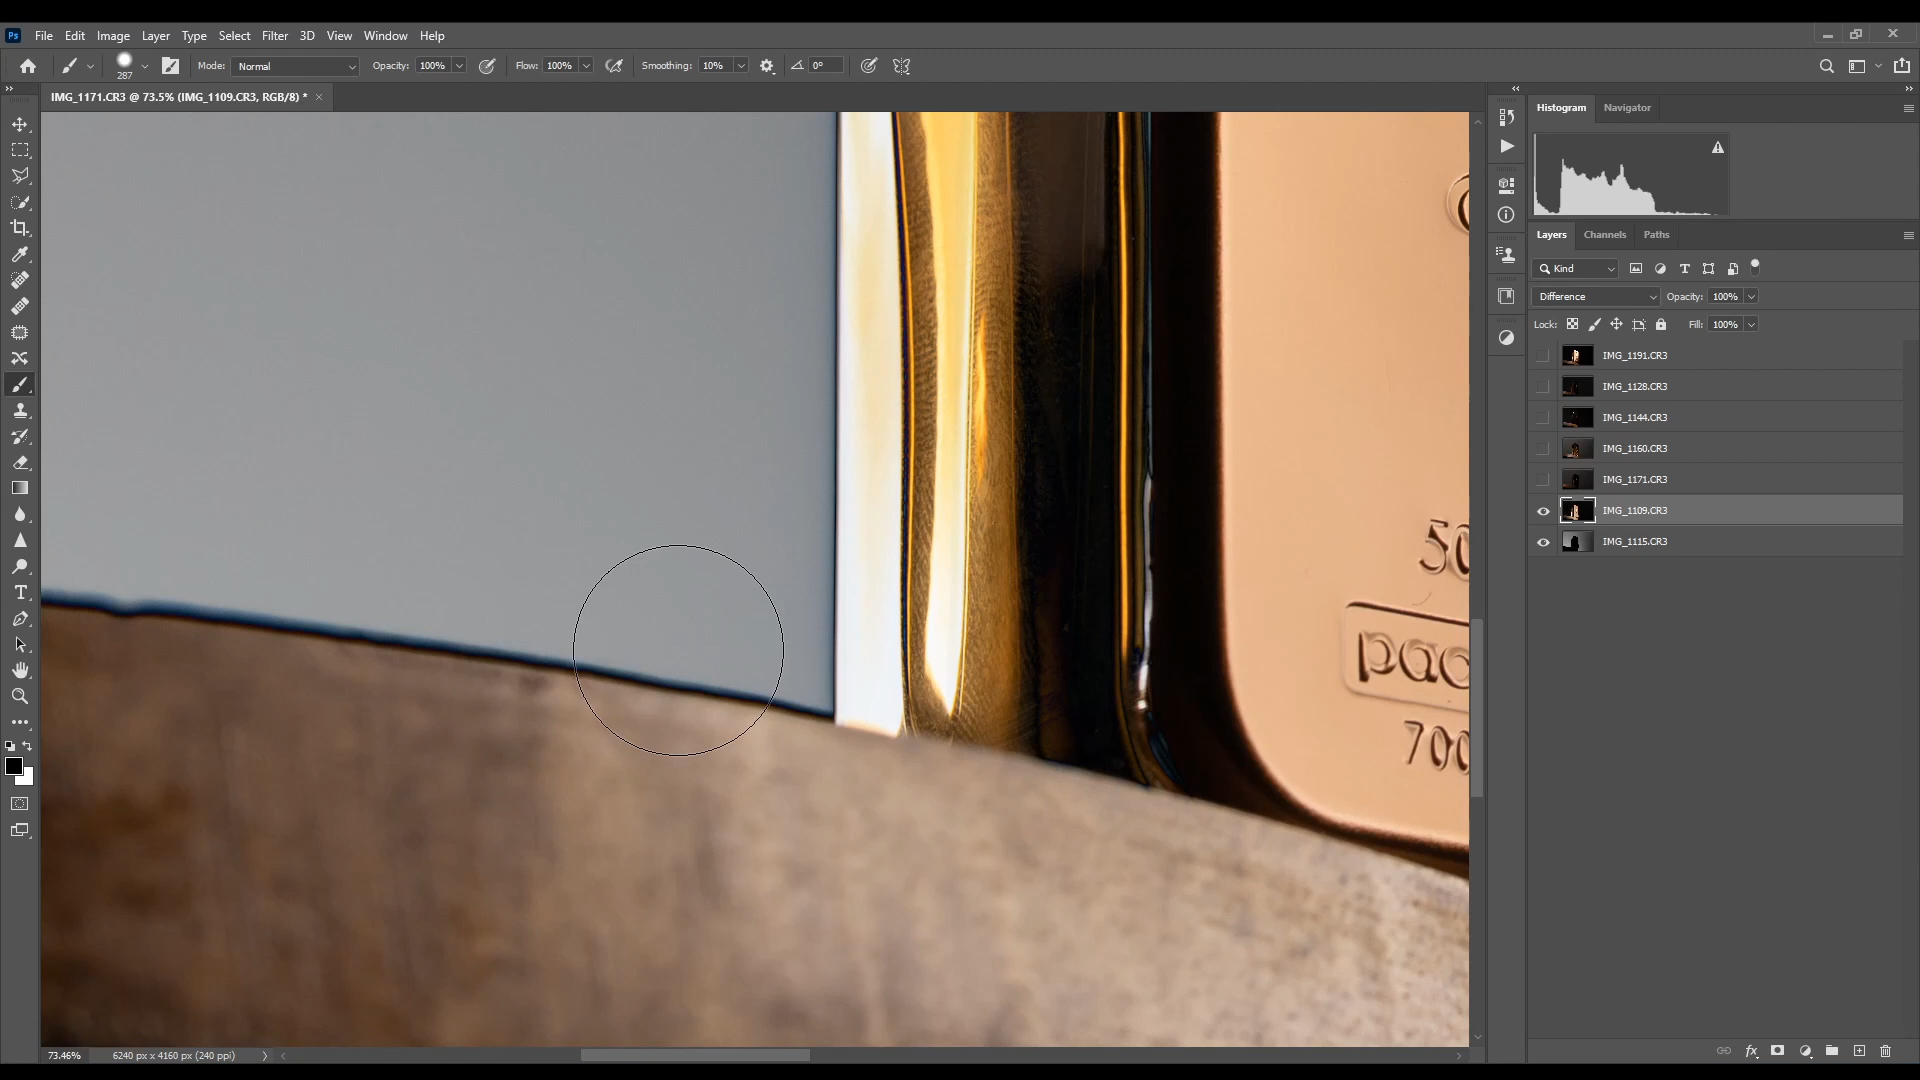 Ps File Edit Image Layer Type Select Filter 3D View Window Help
287 Mode: Normal Opacity: 100% Flow: 100% Smoothing: 10% 0°
IMG_1171.CR3 @ 73.5% (IMG_1109.CR3, RGB/8) *
Histogram Navigator
Layers Channels Paths
Kind
Difference Opacity: 100%
Lock: Fill: 100%
IMG_1191.CR3
IMG_1128.CR3
IMG_1144.CR3
IMG_1160.CR3
IMG_1171.CR3
IMG_1109.CR3
IMG_1115.CR3
50
pac
700
73.46% 6240 px x 4160 px (240 ppi)